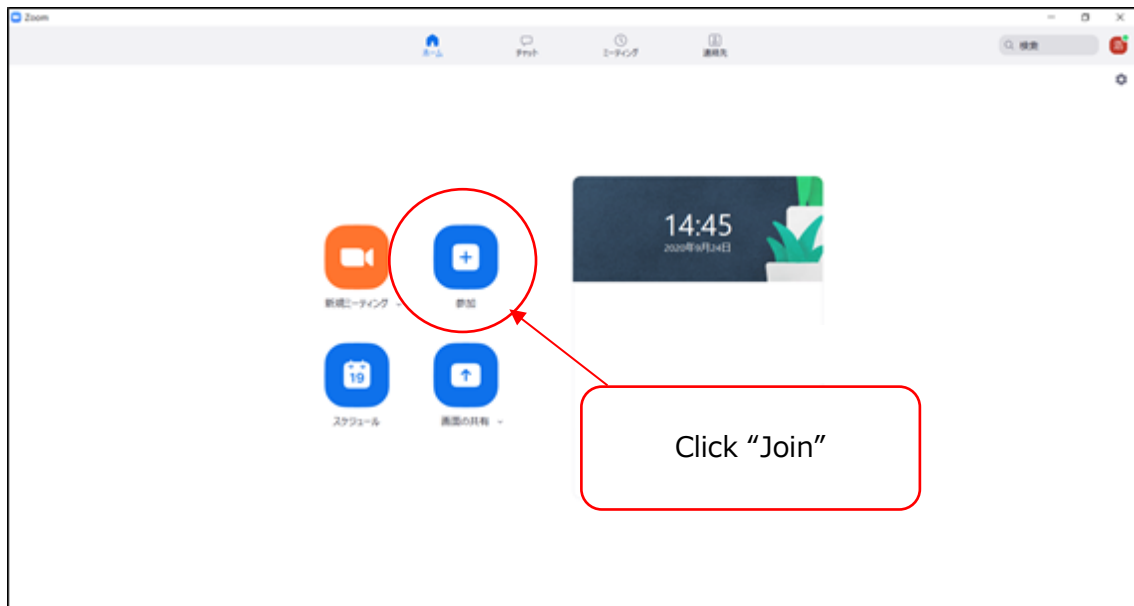 Zoom
ホーム
チャット
ミーティング
連絡先
検索
14:45
2020年9月24日
新規ミーティング
参加
19
スケジュール
画面の共有
Click “Join”